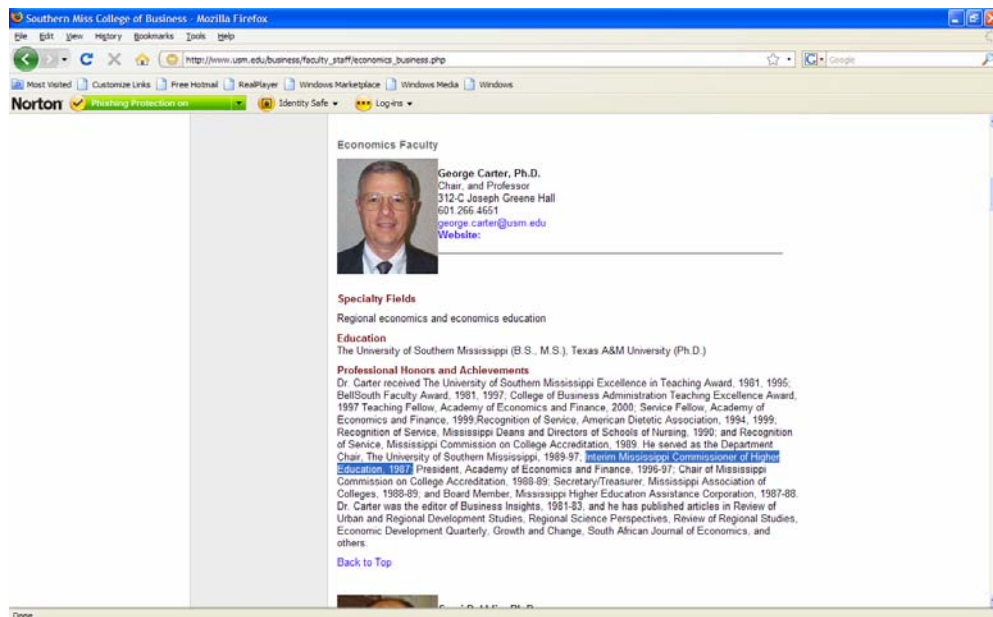 Southern Miss College of Business - Mozilla Firefox
File Edit View History Bookmarks Tools Help
http://www.usm.edu/business/faculty_staff/economics_business.php
Google
Most Visited Customize Links Free Hotmail RealPlayer Windows Marketplace Windows Media Windows
Norton Phishing Protection on Identity Safe Log-ins
Economics Faculty
George Carter, Ph.D.
Chair, and Professor
312-C Joseph Greene Hall
601.266.4651
george.carter@usm.edu
Website:
Specialty Fields
Regional economics and economics education
Education
The University of Southern Mississippi (B.S., M.S.), Texas A&M University (Ph.D.)
Professional Honors and Achievements
Dr. Carter received The University of Southern Mississippi Excellence in Teaching Award, 1981, 1995;
BellSouth Faculty Award, 1981, 1997; College of Business Administration Teaching Excellence Award,
1997 Teaching Fellow, Academy of Economics and Finance, 2000; Service Fellow, Academy of
Economics and Finance, 1999;Recognition of Service, American Dietetic Association, 1994, 1999;
Recognition of Service, Mississippi Deans and Directors of Schools of Nursing, 1990; and Recognition
of Service, Mississippi Commission on College Accreditation, 1989. He served as the Department
Chair, The University of Southern Mississippi, 1989-97; Interim Mississippi Commissioner of Higher
Education, 1987; President, Academy of Economics and Finance, 1996-97; Chair of Mississippi
Commission on College Accreditation, 1988-89; Secretary/Treasurer, Mississippi Association of
Colleges, 1988-89; and Board Member, Mississippi Higher Education Assistance Corporation, 1987-88.
Dr. Carter was the editor of Business Insights, 1981-83, and he has published articles in Review of
Urban and Regional Development Studies, Regional Science Perspectives, Review of Regional Studies,
Economic Development Quarterly, Growth and Change, South African Journal of Economics, and
others.
Back to Top
Done